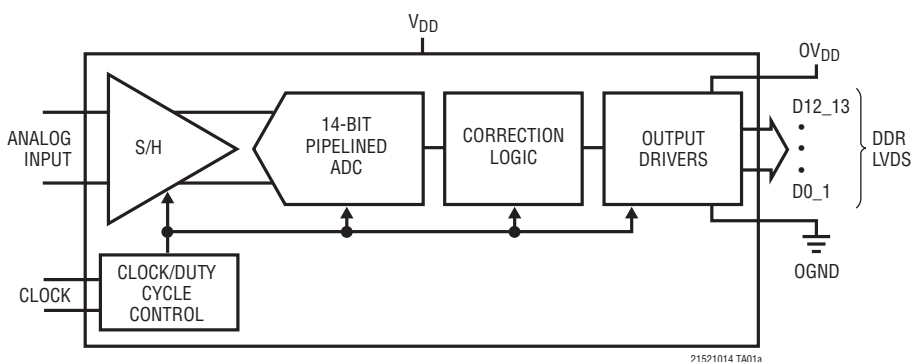 VDD
OVDD
ANALOG
INPUT
S/H
14-BIT
PIPELINED
ADC
CORRECTION
LOGIC
OUTPUT
DRIVERS
D12_13
•
•
•
D0_1
DDR
LVDS
OGND
CLOCK
CLOCK/DUTY
CYCLE
CONTROL
21521014 TA01a